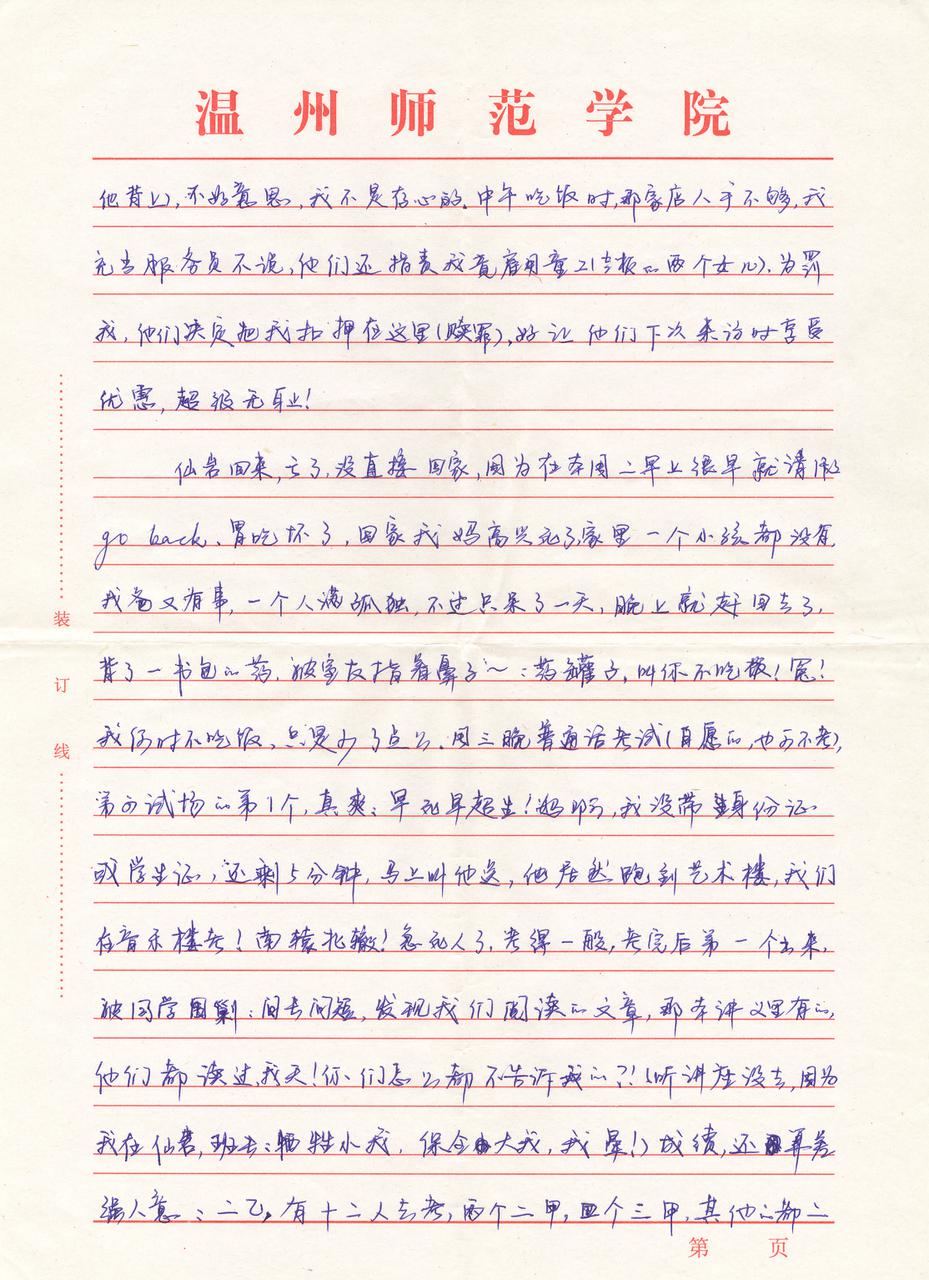 温州师范学院
他背上),不好意思,我不是存心的.中午吃饭时,那家店人手不够,我
充当服务员不说,他们还指责我竟雇用童工(老板的两个女儿).为罚
我,他们决定把我扣押在这里(赎罪),好让他们下次来访时享受
优惠,超级无耻!
仙岩回来,亡了,没直接回家,因为在本周二早上很早就请假
go back.胃吃坏了,回家我妈高兴死了,家里一个小孩都没有,
我爸又有事,一个人满孤独,不过只呆了一天,晚上就赶回去了,
背了一书包的药,被室友指着鼻子~:药罐子,叫你不吃饭!冤!
我何时不吃饭,只是少了点么.周三晚普通话考试(自愿的,也可不考),
第 试场的第1个,真爽:早死早超生!妈啊,我没带身份证
或学生证,还剩5分钟,马上叫他送,他居然跑到艺术楼,我们
在音乐楼考!南辕北辙!急死人了,考得一般,考完后第一个出来,
被同学围剿:问长问短,发现我们阅读的文章,那本讲义里有的,
他们都读过,我天!你们怎么都不告诉我的?!(听讲座没去,因为
我在仙岩,班长:牺牲小我,保全大我,我晕!)成绩,还算差
强人意:二乙.有十二人去考,两个二甲,四个三甲,其他的都二
装
订
线
第 页